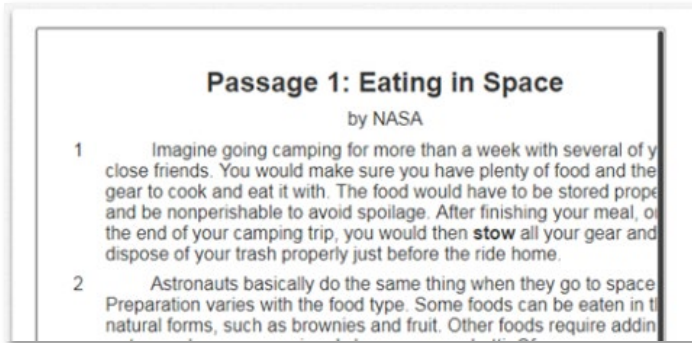 Passage 1: Eating in Space
by NASA
1 Imagine going camping for more than a week with several of
close friends. You would make sure you have plenty of food and the
gear to cook and eat it with. The food would have to be stored
and be nonperishable to avoid spoilage. After finishing your meal,
the end of your camping trip, you would then stow all your gear and
dispose of your trash properly just before the ride home.
2 Astronauts basically do the same thing when they go to space
Preparation varies with the food type. Some foods can be eaten in
natural forms, such as brownies and fruit. Other foods require